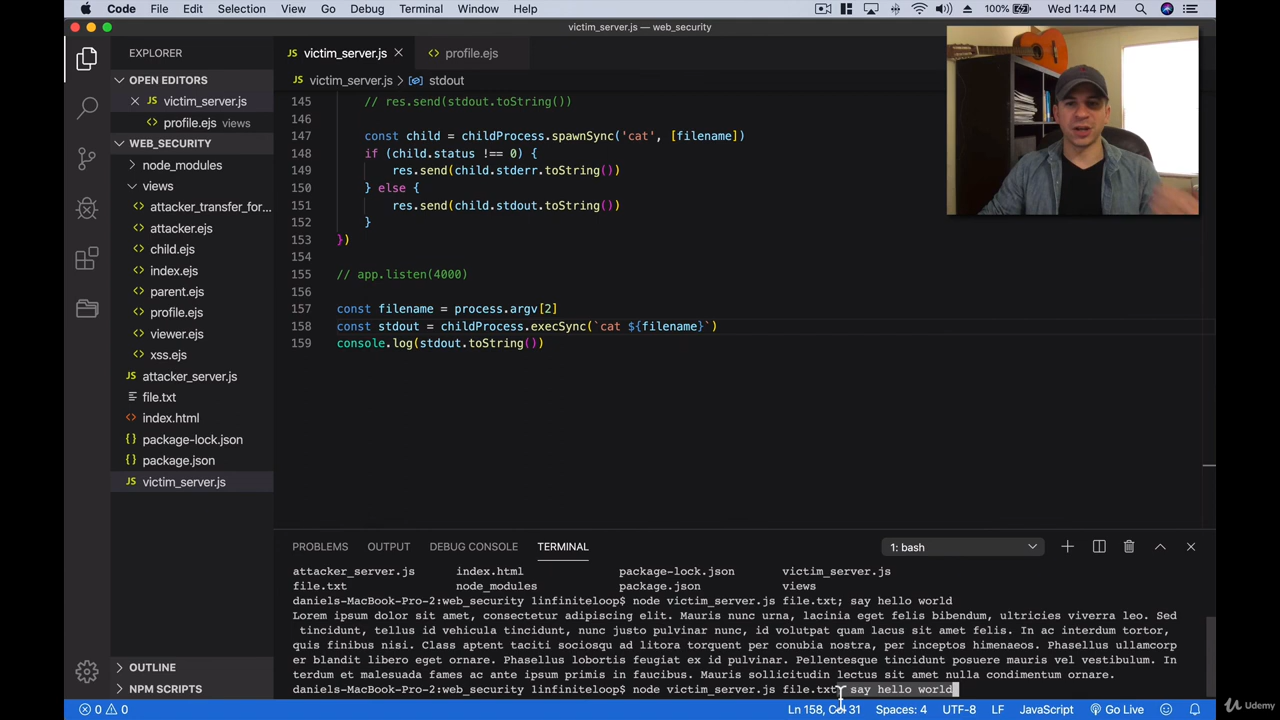 Code File Edit Selection View Go Debug Terminal Window Help 100% Wed 1:44 PM
victim_server.js — web_security
EXPLORER
OPEN EDITORS
JS victim_server.js
profile.ejs views
WEB_SECURITY
node_modules
views
attacker_transfer_for...
attacker.ejs
child.ejs
index.ejs
parent.ejs
profile.ejs
viewer.ejs
xss.ejs
JS attacker_server.js
file.txt
index.html
package-lock.json
package.json
JS victim_server.js
OUTLINE
NPM SCRIPTS
JS victim_server.js profile.ejs
JS victim_server.js > stdout
145 // res.send(stdout.toString())
146
147 const child = childProcess.spawnSync('cat', [filename])
148 if (child.status !== 0) {
149 res.send(child.stderr.toString())
150 } else {
151 res.send(child.stdout.toString())
152 }
153 })
154
155 // app.listen(4000)
156
157 const filename = process.argv[2]
158 const stdout = childProcess.execSync(`cat ${filename}`)
159 console.log(stdout.toString())
PROBLEMS OUTPUT DEBUG CONSOLE TERMINAL 1: bash
attacker_server.js index.html package-lock.json victim_server.js
file.txt node_modules package.json views
daniels-MacBook-Pro-2:web_security linfiniteloop$ node victim_server.js file.txt; say hello world
Lorem ipsum dolor sit amet, consectetur adipiscing elit. Mauris nunc urna, lacinia eget felis bibendum, ultricies viverra leo. Sed
tincidunt, tellus id vehicula tincidunt, nunc justo pulvinar nunc, id volutpat quam lacus sit amet felis. In ac interdum tortor,
quis finibus nisi. Class aptent taciti sociosqu ad litora torquent per conubia nostra, per inceptos himenaeos. Phasellus ullamcorp
er blandit libero eget ornare. Phasellus lobortis feugiat ex id pulvinar. Pellentesque tincidunt posuere mauris vel vestibulum. In
terdum et malesuada fames ac ante ipsum primis in faucibus. Mauris sollicitudin lectus sit amet nulla condimentum ornare.
daniels-MacBook-Pro-2:web_security linfiniteloop$ node victim_server.js file.txt; say hello world
0 0 Ln 158, Col 31 Spaces: 4 UTF-8 LF JavaScript Go Live
Udemy